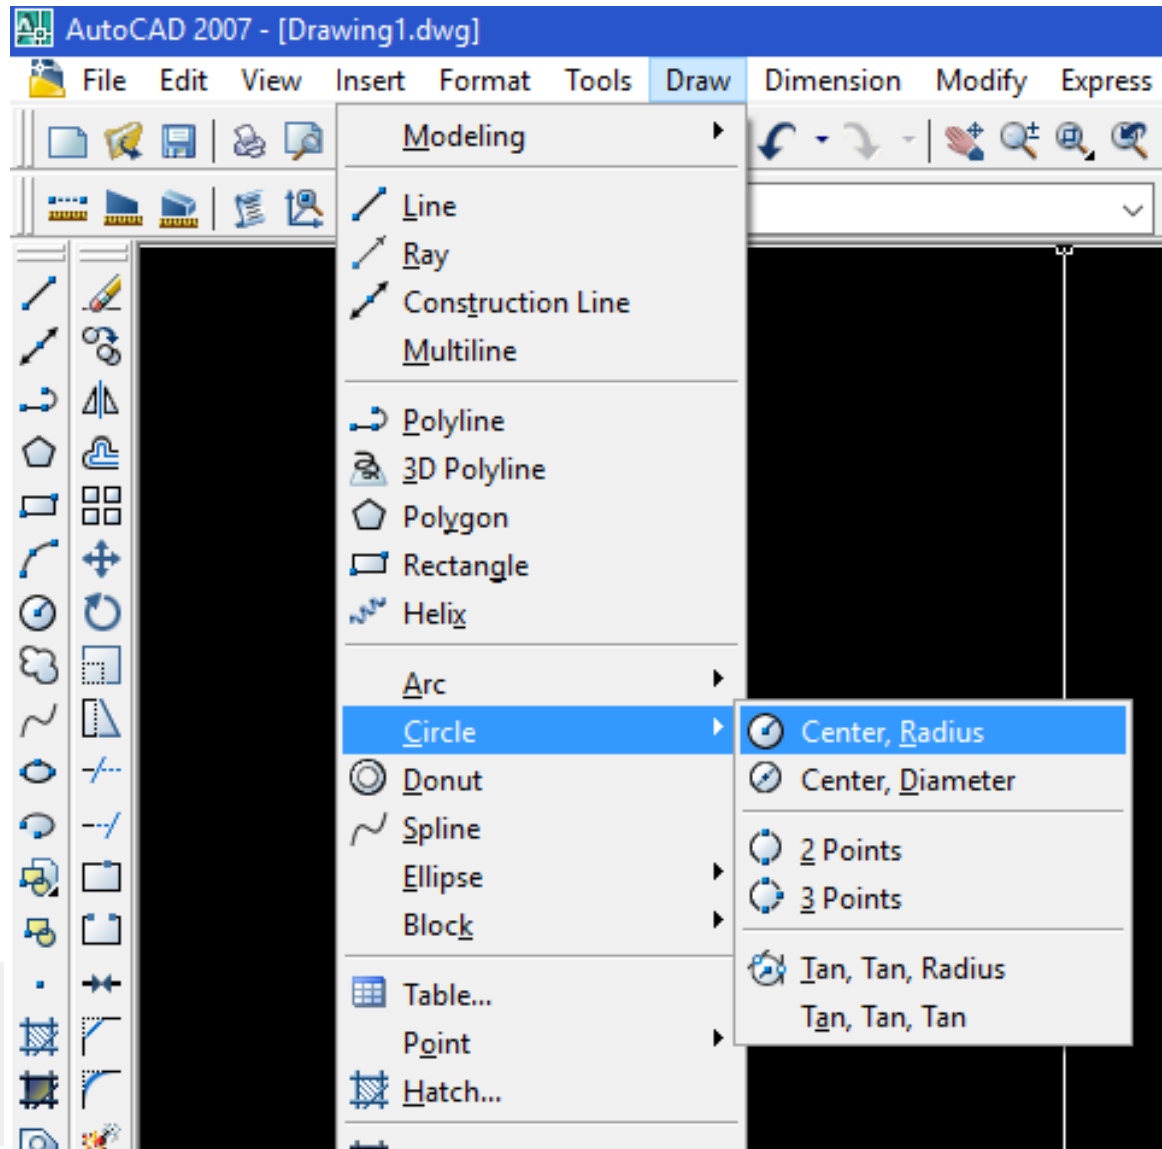 AutoCAD 2007 - [Drawing1.dwg]
File Edit View Insert Format Tools Draw Dimension Modify Express
Modeling
Line
Ray
Construction Line
Multiline
Polyline
3D Polyline
Polygon
Rectangle
Helix
Arc
Circle
Donut
Spline
Ellipse
Block
Table...
Point
Hatch...
Center, Radius
Center, Diameter
2 Points
3 Points
Tan, Tan, Radius
Tan, Tan, Tan